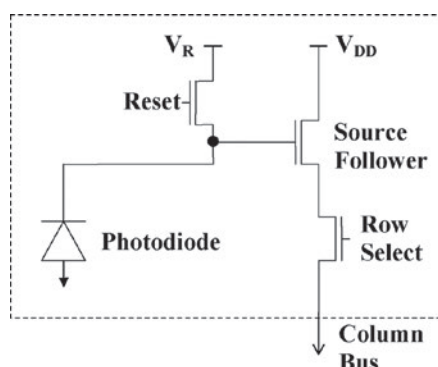 V_R
V_DD
Reset
Source
Follower
Photodiode
Row
Select
Column
Bus